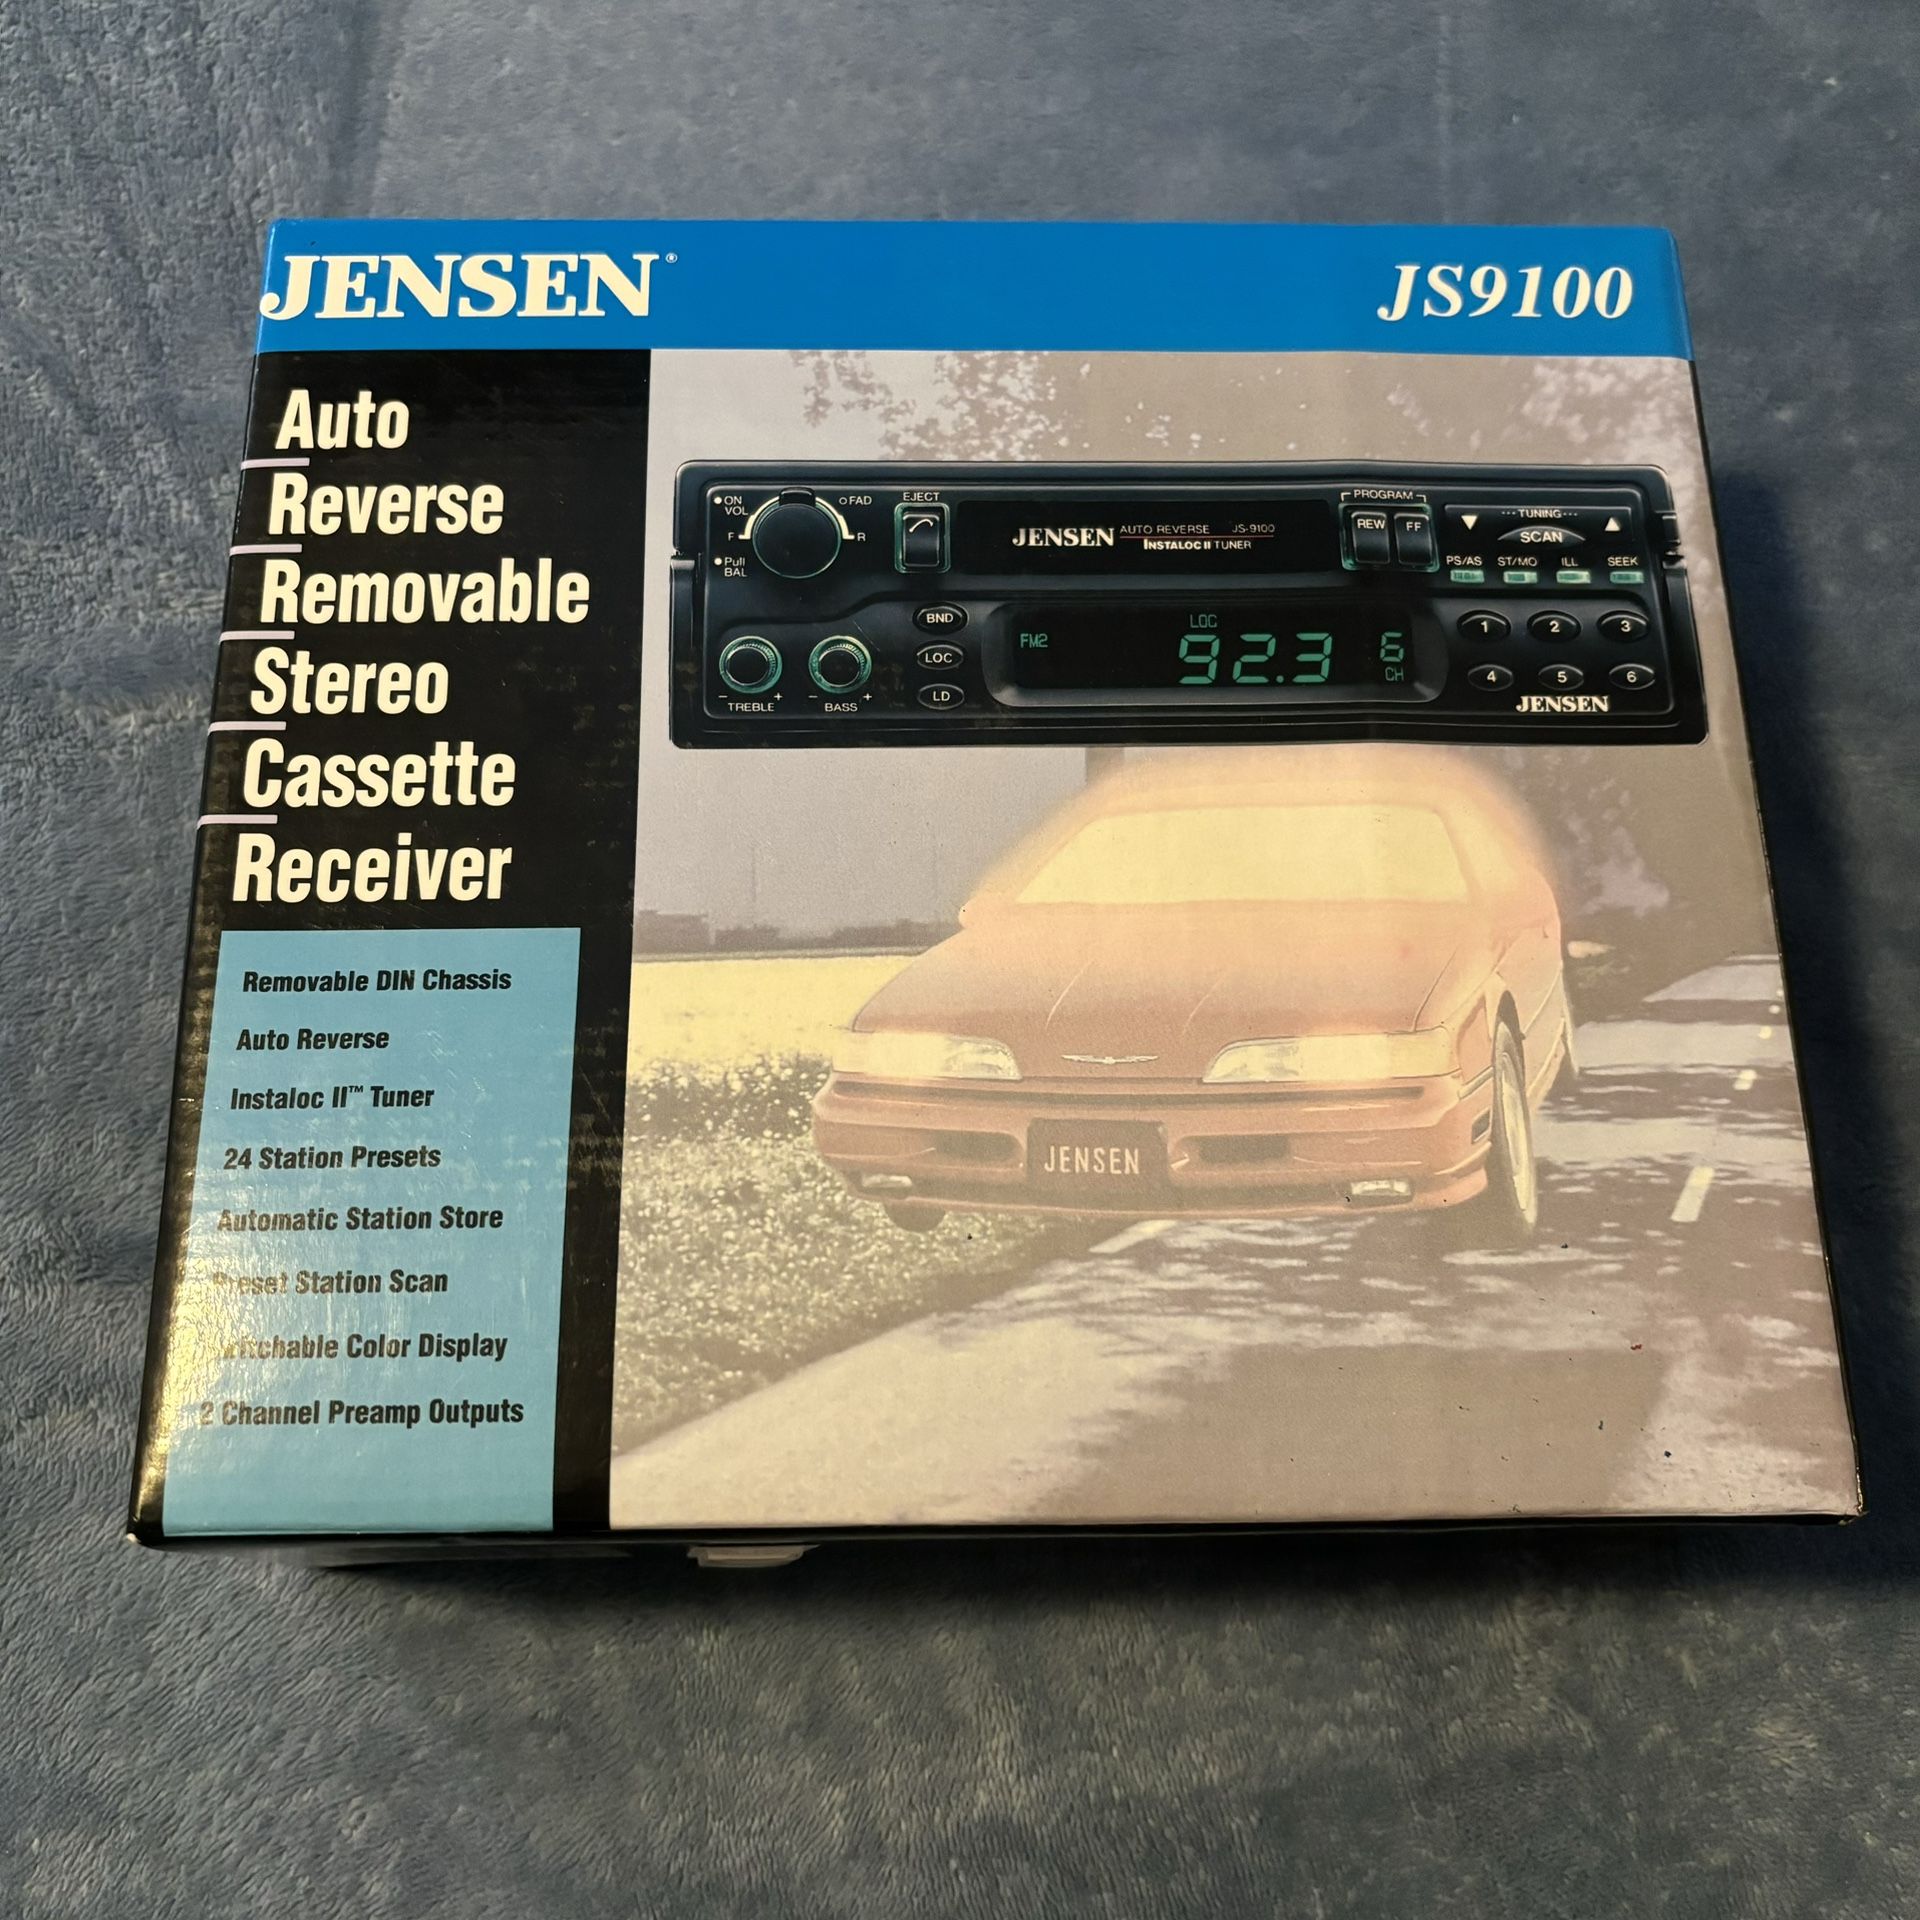 JENSEN®
JS9100
Auto
Reverse
Removable
Stereo
Cassette
Receiver
Removable DIN Chassis
Auto Reverse
Instaloc II™ Tuner
24 Station Presets
Automatic Station Store
Preset Station Scan
Switchable Color Display
2 Channel Preamp Outputs
ON
VOL
FAD
F
R
Pull
BAL
EJECT
JENSEN AUTO REVERSE JS-9100
INSTALOC II TUNER
PROGRAM
REW FF
TUNING
SCAN
PS/AS ST/MO ILL SEEK
BND
LOC
LD
- +
TREBLE
- +
BASS
LOC
FM2 92.3 6
CH
1 2 3
4 5 6
JENSEN
JENSEN